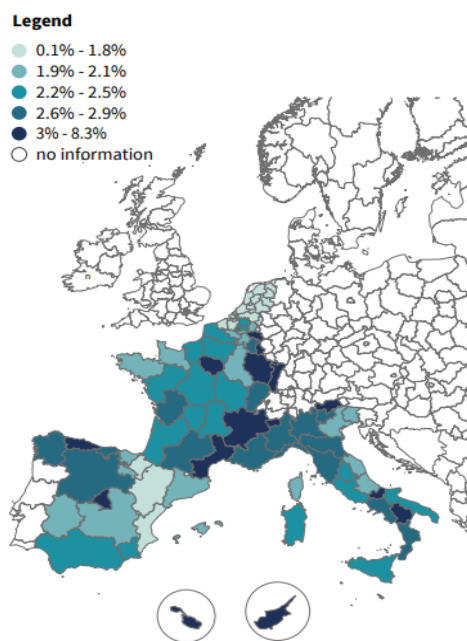 Legend
0.1% - 1.8%
1.9% - 2.1%
2.2% - 2.5%
2.6% - 2.9%
3% - 8.3%
no information